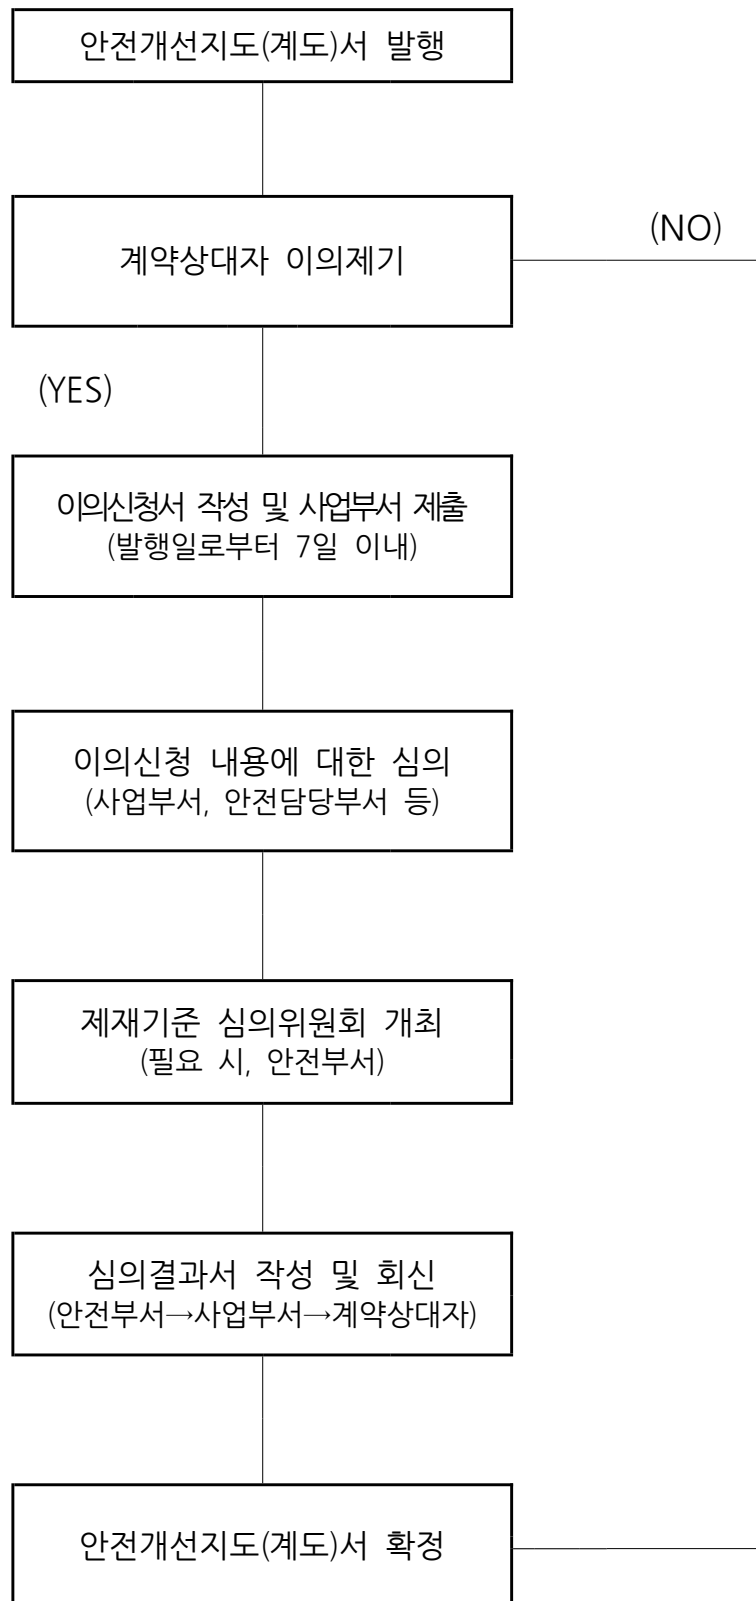 안전개선지도(계도)서 발행
계약상대자 이의제기
(NO)
(YES)
이의신청서 작성 및 사업부서 제출
(발행일로부터 7일 이내)
이의신청 내용에 대한 심의
(사업부서, 안전담당부서 등)
제재기준 심의위원회 개최
(필요 시, 안전부서)
심의결과서 작성 및 회신
(안전부서→사업부서→계약상대자)
안전개선지도(계도)서 확정